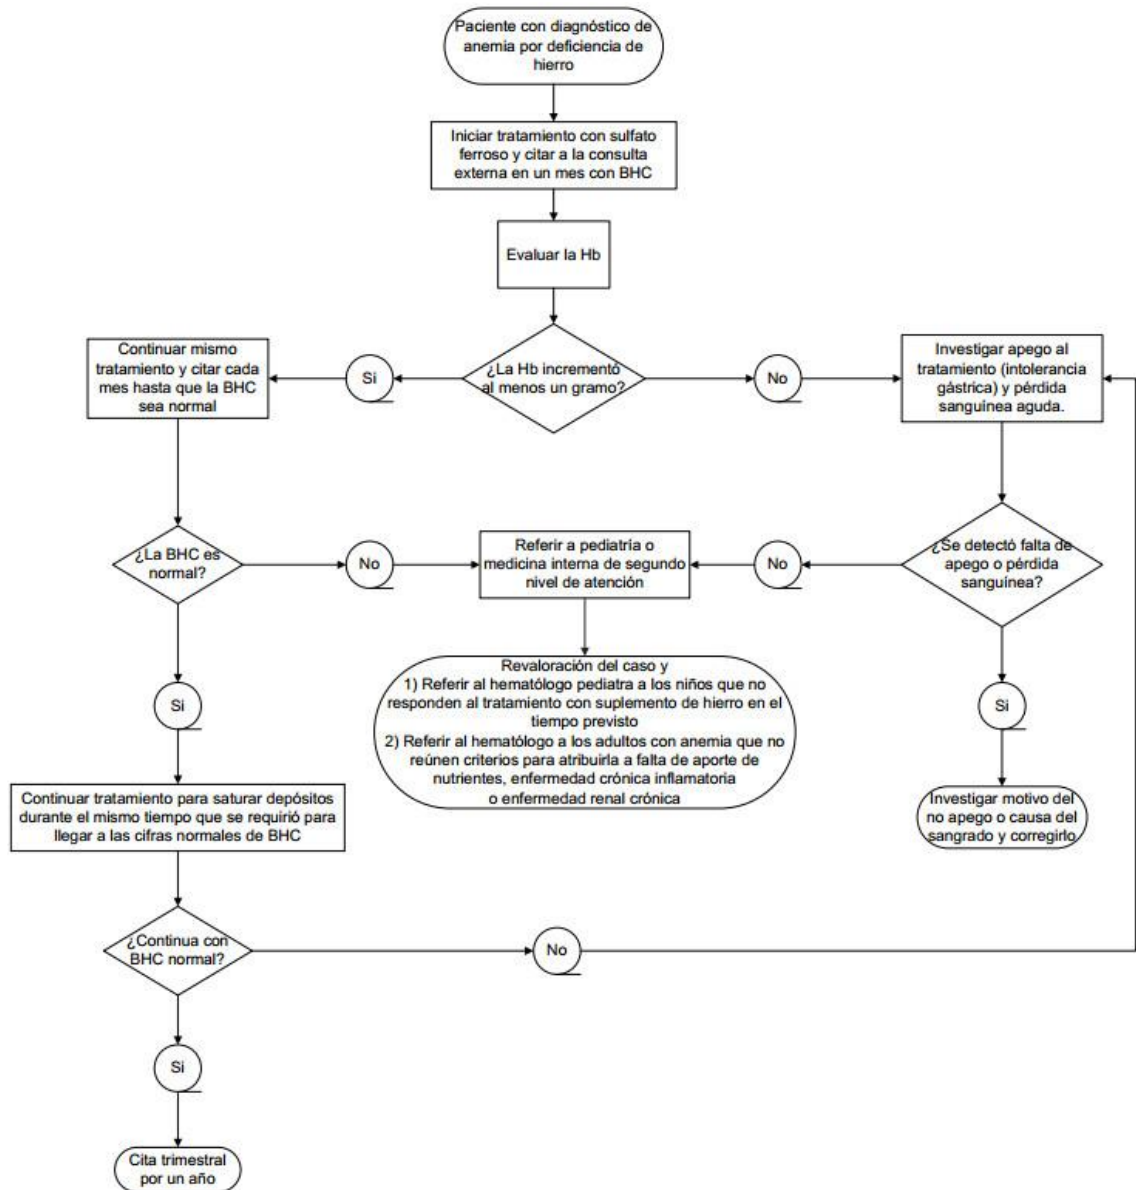 Paciente con diagnóstico de
anemia por deficiencia de
hierro
Iniciar tratamiento con sulfato
ferroso y citar a la consulta
externa en un mes con BHC
Evaluar la Hb
¿La Hb incrementó
al menos un gramo?
Si
No
Continuar mismo
tratamiento y citar cada
mes hasta que la BHC
sea normal
Investigar apego al
tratamiento (intolerancia
gástrica) y pérdida
sanguínea aguda.
¿La BHC es
normal?
No
Referir a pediatría o
medicina interna de segundo
nivel de atención
No
¿Se detectó falta de
apego o pérdida
sanguínea?
Revaloración del caso y
1) Referir al hematólogo pediatra a los niños que no
responden al tratamiento con suplemento de hierro en el
tiempo previsto
2) Referir al hematólogo a los adultos con anemia que no
reúnen criterios para atribuirla a falta de aporte de
nutrientes, enfermedad crónica inflamatoria
o enfermedad renal crónica
Si
Si
Continuar tratamiento para saturar depósitos
durante el mismo tiempo que se requirió para
llegar a las cifras normales de BHC
Investigar motivo del
no apego o causa del
sangrado y corregirlo
¿Continua con
BHC normal?
No
Si
Cita trimestral
por un año